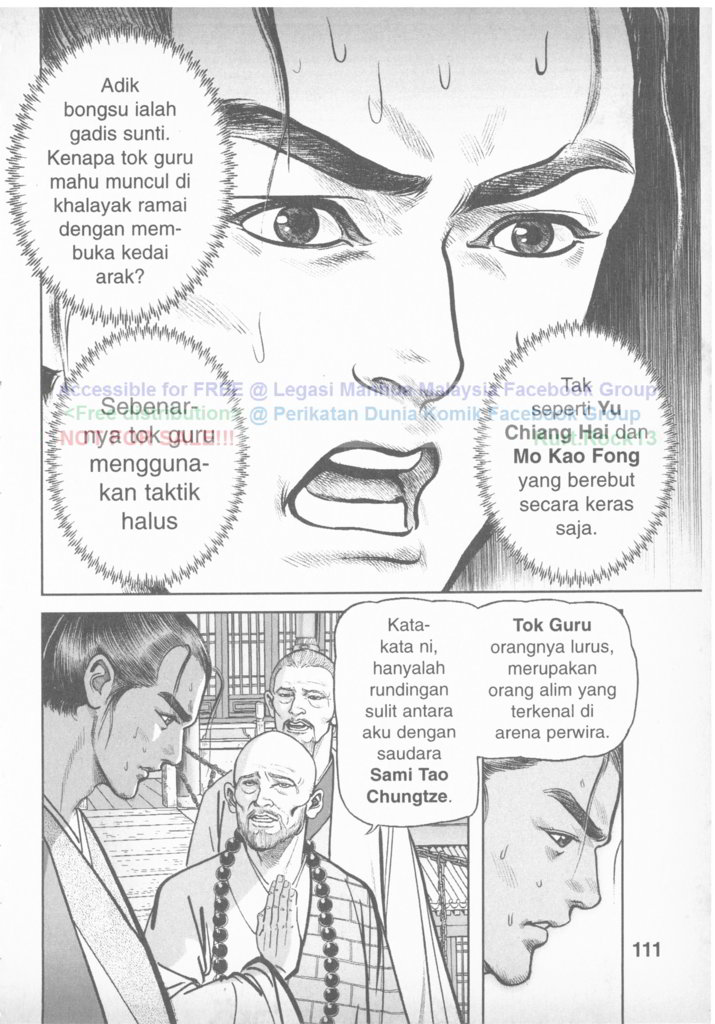 Adik
bongsu ialah
gadis sunti.
Kenapa tok guru
mahu muncul di
khalayak ramai
dengan mem-
buka kedai
arak?
Accessible for FREE @ Legasi Manhua Malaysia Facebook Group
<Free distribution> @ Perikatan Dunia Komik Facebook Group
NOT FOR SALE!!!
Kurt.Rock13
Sebenar-
nya tok guru
mengguna-
kan taktik
halus
Tak
seperti Yu
Chiang Hai dan
Mo Kao Fong
yang berebut
secara keras
saja.
Kata-
kata ni,
hanyalah
rundingan
sulit antara
aku dengan
saudara
Sami Tao
Chungtze.
Tok Guru
orangnya lurus,
merupakan
orang alim yang
terkenal di
arena perwira.
111